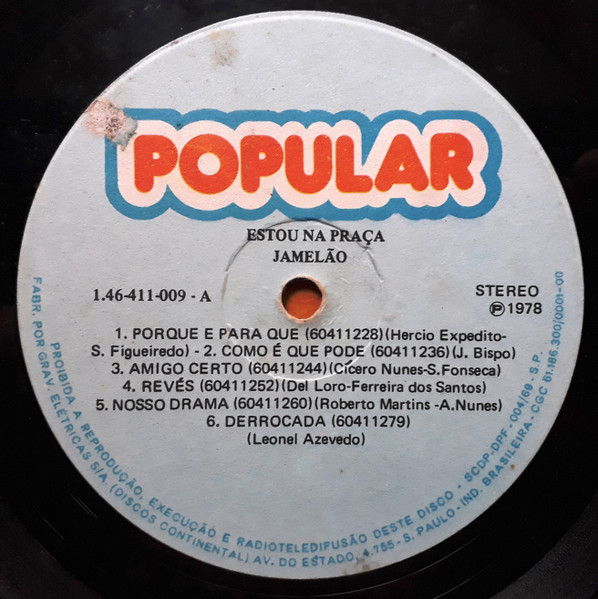 POPULAR
ESTOU NA PRAÇA
JAMELÃO
1.46-411-009 - A
STEREO
Ⓟ1978
1. PORQUE E PARA QUE (60411228)(Hercio Expedito-
S. Figueiredo) - 2. COMO É QUE PODE (60411236)(J. Bispo)
3. AMIGO CERTO (60411244)(Cícero Nunes-S.Fonseca)
4. REVÉS (60411252)(Del Loro-Ferreira dos Santos)
5. NOSSO DRAMA (60411260)(Roberto Martins -A.Nunes)
6. DERROCADA (60411279)
(Leonel Azevedo)
PROIBIDA A REPRODUÇÃO, EXECUÇÃO E RADIOTELEDIFUSÃO DESTE DISCO - SCDP-DPF - 004/69. S.P.
FABR. POR GRAV. ELÉTRICAS S/A. (DISCOS CONTINENTAL) AV. DO ESTADO, 4.755 - S. PAULO - IND. BRASILEIRA - CGC 61.186.300/0001-00